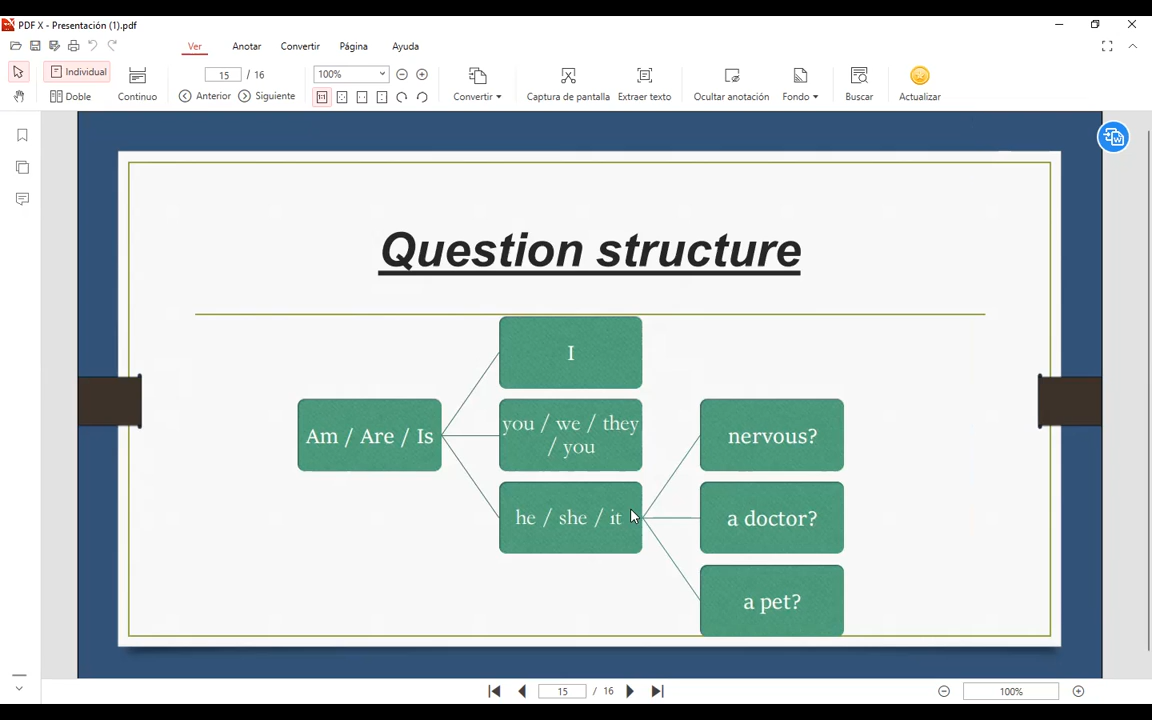 PDF X - Presentación (1).pdf
Ver Anotar Convertir Página Ayuda
Individual
Doble
Continuo
15 / 16
Anterior Siguiente
100%
1:1
Convertir
Captura de pantalla
Extraer texto
Ocultar anotación
Fondo
Buscar
Actualizar
W
Question structure
Am / Are / Is
I
you / we / they
/ you
he / she / it
nervous?
a doctor?
a pet?
15 / 16
100%